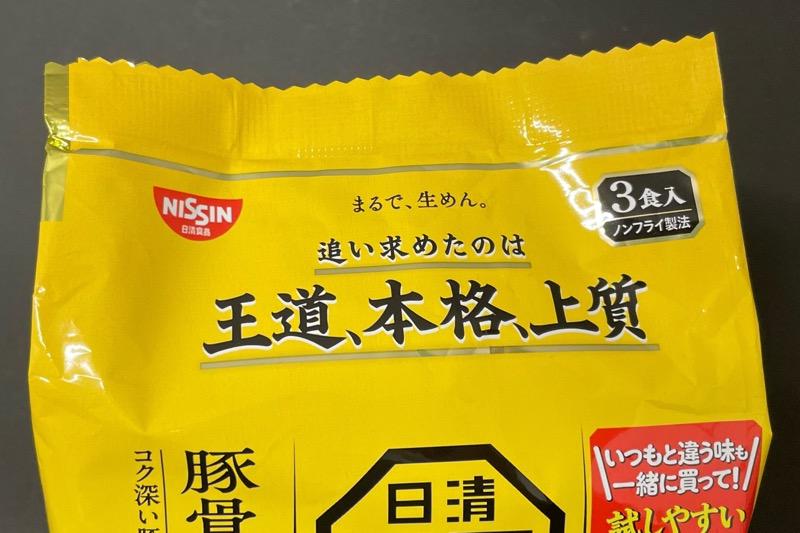 NISSIN
日清食品
まるで、生めん。
3食入
ノンフライ製法
追い求めたのは
王道、本格、上質
豚骨
コク深い
日清
いつもと違う味も
一緒に買って!
試しやすい